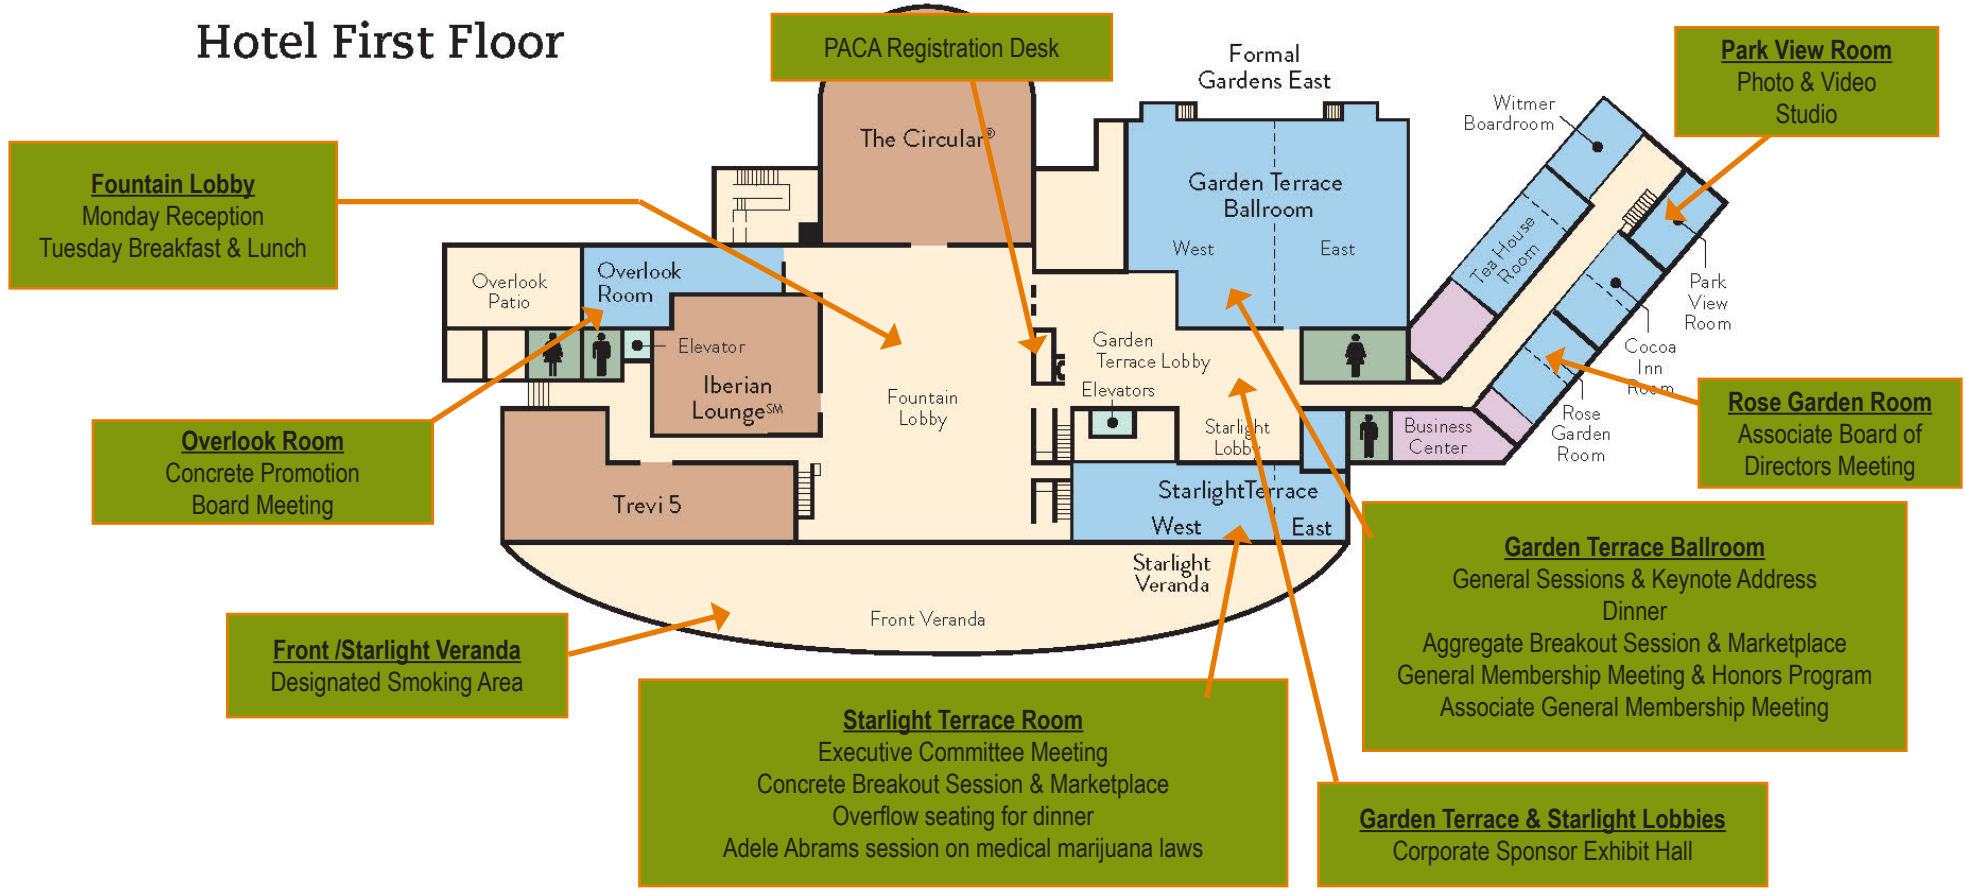 Hotel First Floor
PACA Registration Desk
Park View Room
Photo & Video
Studio
Fountain Lobby
Monday Reception
Tuesday Breakfast & Lunch
Formal
Gardens East
Witmer
Boardroom
The Circular®
Garden Terrace
Ballroom
West
East
Tea House
Room
Overlook
Patio
Overlook
Room
Elevator
Iberian
Lounge℠
Fountain
Lobby
Garden
Terrace Lobby
Elevators
Starlight
Lobby
Business
Center
Park
View
Room
Cocoa
Inn
Room
Rose
Garden
Room
Rose Garden Room
Associate Board of
Directors Meeting
Overlook Room
Concrete Promotion
Board Meeting
Trevi 5
Starlight Terrace
West
East
Starlight
Veranda
Front Veranda
Front /Starlight Veranda
Designated Smoking Area
Garden Terrace Ballroom
General Sessions & Keynote Address
Dinner
Aggregate Breakout Session & Marketplace
General Membership Meeting & Honors Program
Associate General Membership Meeting
Starlight Terrace Room
Executive Committee Meeting
Concrete Breakout Session & Marketplace
Overflow seating for dinner
Adele Abrams session on medical marijuana laws
Garden Terrace & Starlight Lobbies
Corporate Sponsor Exhibit Hall